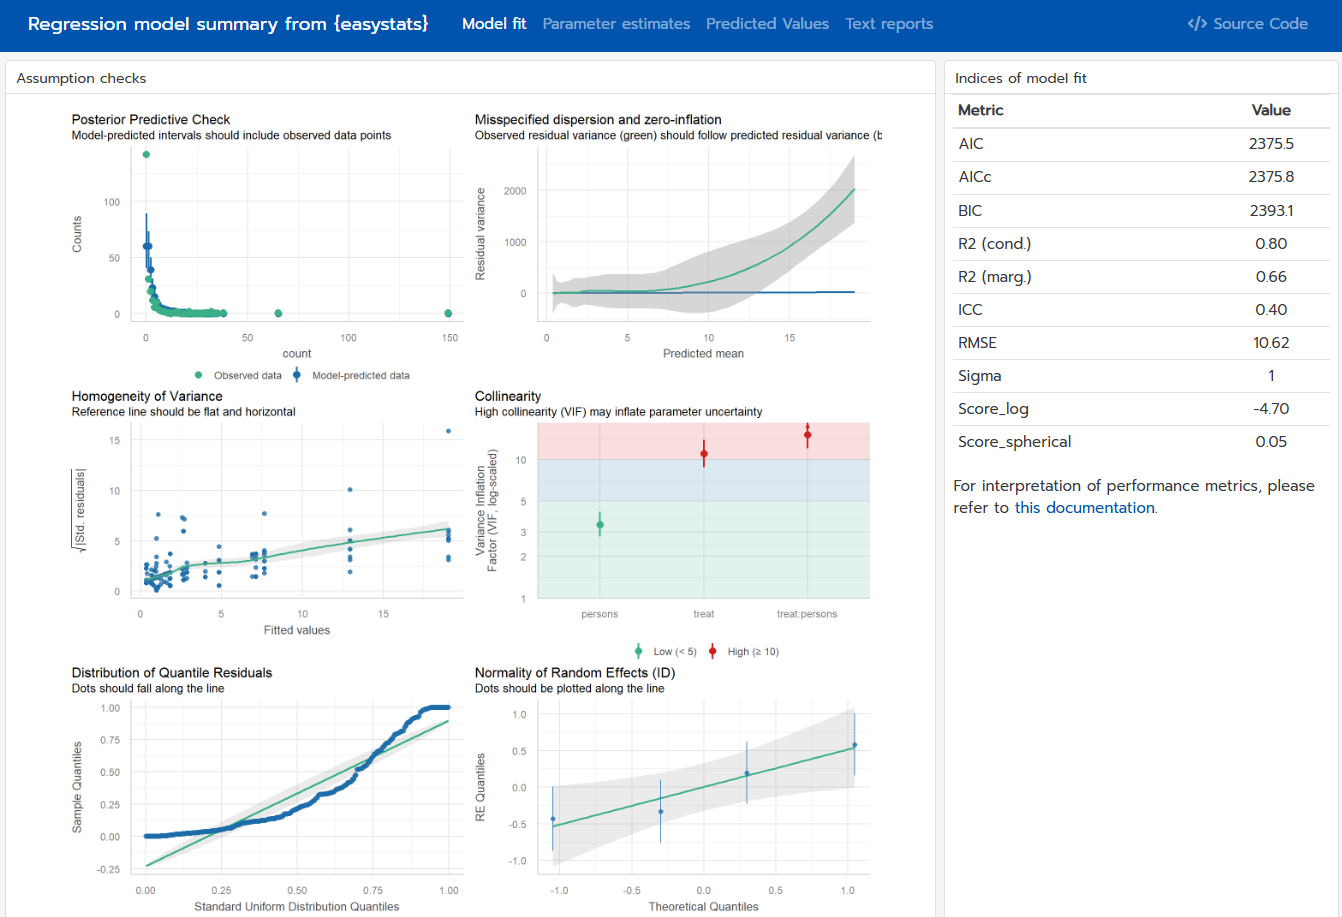 Regression model summary from {easystats} Model fit Parameter estimates Predicted Values Text reports </> Source Code
Assumption checks
Posterior Predictive Check
Model-predicted intervals should include observed data points
Counts
100
50
0
0 50 100 150
count
Observed data Model-predicted data
Misspecified dispersion and zero-inflation
Observed residual variance (green) should follow predicted residual variance (b
Residual variance
2000
1000
0
0 5 10 15
Predicted mean
Homogeneity of Variance
Reference line should be flat and horizontal
√|Std. residuals|
15
10
5
0
0 5 10 15
Fitted values
Collinearity
High collinearity (VIF) may inflate parameter uncertainty
Variance Inflation
Factor (VIF, log-scaled)
10
5
3
2
1
persons treat treat:persons
Low (< 5) High (≥ 10)
Distribution of Quantile Residuals
Dots should fall along the line
Sample Quantiles
1.00
0.75
0.50
0.25
0.00
-0.25
0.00 0.25 0.50 0.75 1.00
Standard Uniform Distribution Quantiles
Normality of Random Effects (ID)
Dots should be plotted along the line
RE Quantiles
1.0
0.5
0.0
-0.5
-1.0
-1.0 -0.5 0.0 0.5 1.0
Theoretical Quantiles
Indices of model fit
Metric Value
AIC 2375.5
AICc 2375.8
BIC 2393.1
R2 (cond.) 0.80
R2 (marg.) 0.66
ICC 0.40
RMSE 10.62
Sigma 1
Score_log -4.70
Score_spherical 0.05
For interpretation of performance metrics, please
refer to this documentation.